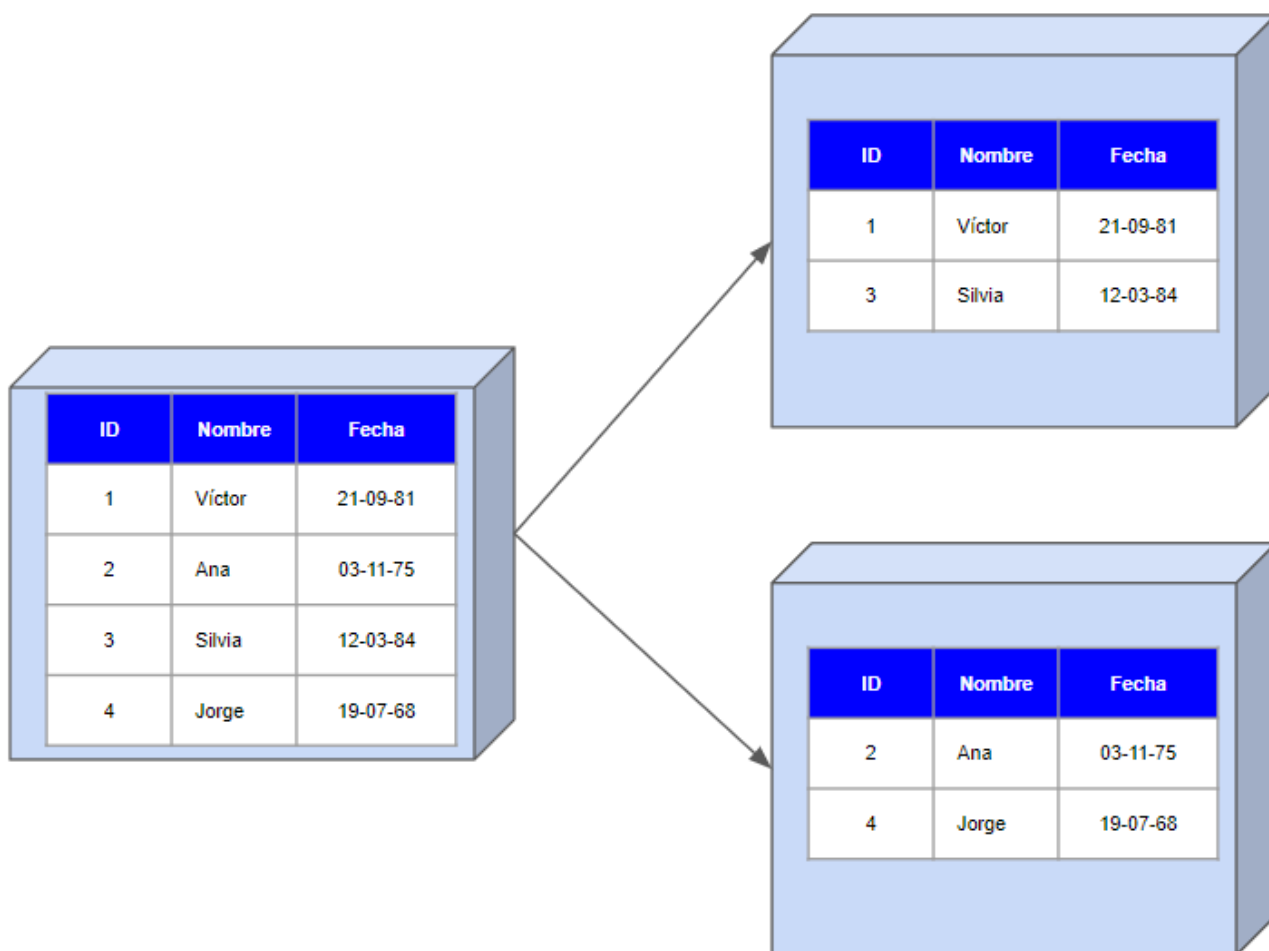 ID Nombre Fecha
1 Víctor 21-09-81
3 Silvia 12-03-84
ID Nombre Fecha
1 Víctor 21-09-81
2 Ana 03-11-75
3 Silvia 12-03-84
4 Jorge 19-07-68
ID Nombre Fecha
2 Ana 03-11-75
4 Jorge 19-07-68